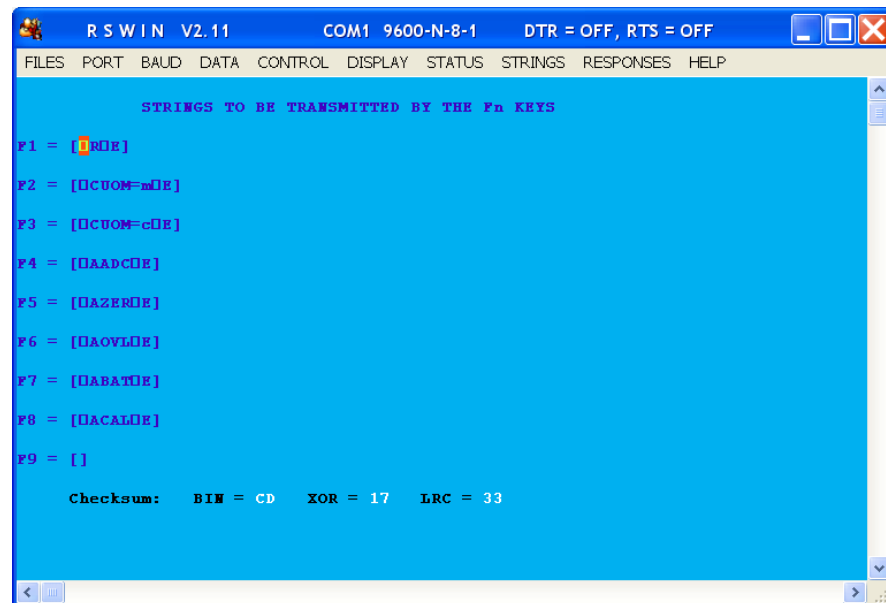 RSWIN V2.11 COM1 9600-N-8-1 DTR = OFF, RTS = OFF
FILES PORT BAUD DATA CONTROL DISPLAY STATUS STRINGS RESPONSES HELP
STRINGS TO BE TRANSMITTED BY THE Fn KEYS
F1 = [▯R▯E]
F2 = [▯CUOM=m▯E]
F3 = [▯CUOM=c▯E]
F4 = [▯AADC▯E]
F5 = [▯AZER▯E]
F6 = [▯AOVL▯E]
F7 = [▯ABAT▯E]
F8 = [▯ACAL▯E]
F9 = []
Checksum: BIN = CD XOR = 17 LRC = 33